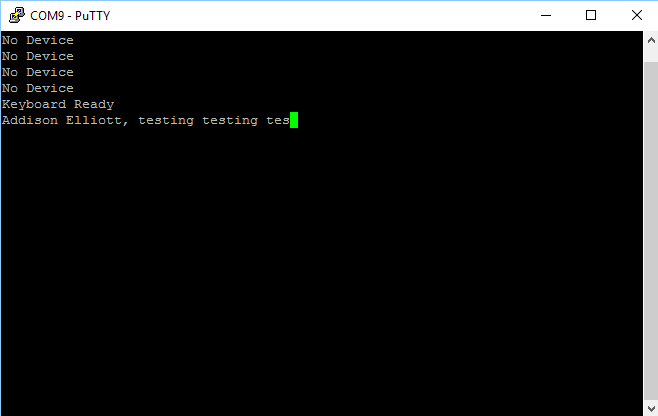 COM9 - PuTTY
No Device
No Device
No Device
No Device
Keyboard Ready
Addison Elliott, testing testing tes